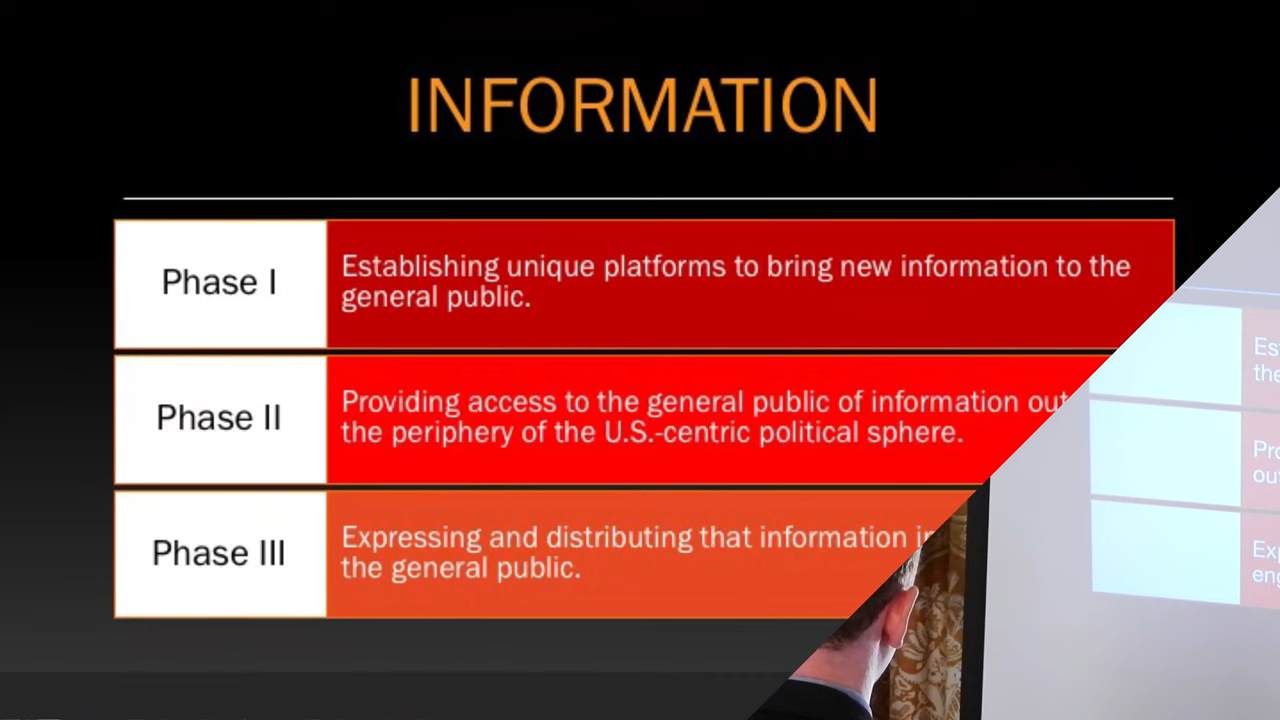 INFORMATION
Phase I
Establishing unique platforms to bring new information to the
general public.
Phase II
Providing access to the general public of information out
the periphery of the U.S.-centric political sphere.
Phase III
Expressing and distributing that information
the general public.